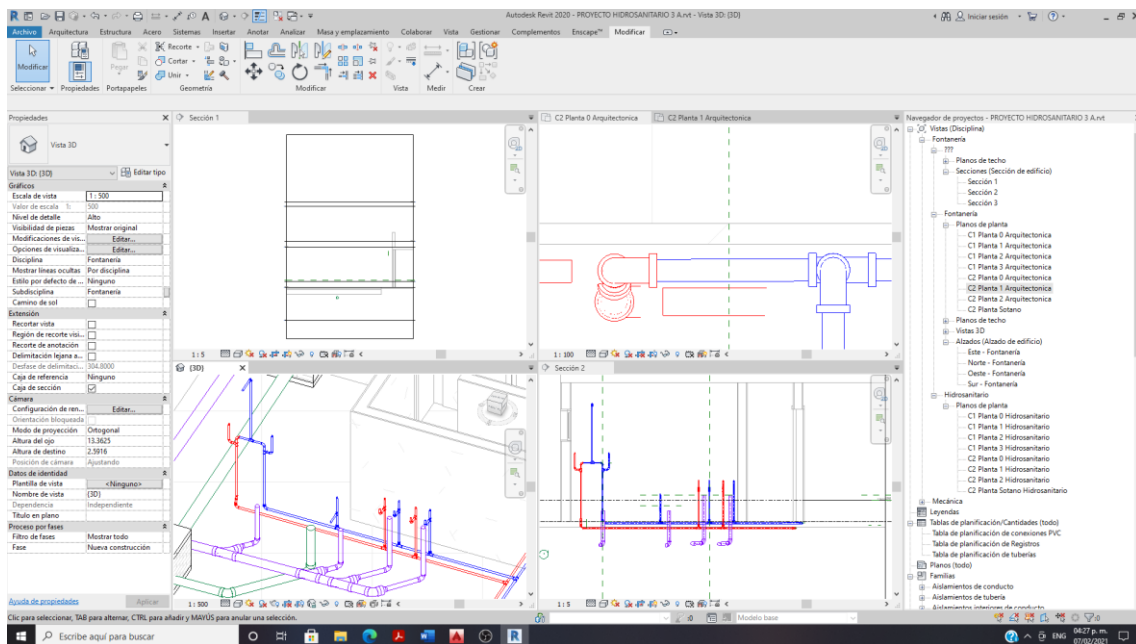 Autodesk Revit 2020 - PROYECTO HIDROSANITARIO 3 A.rvt - Vista 3D: {3D}
Iniciar sesión
Archivo Arquitectura Estructura Acero Sistemas Insertar Anotar Analizar Masa y emplazamiento Colaborar Vista Gestionar Complementos Enscape™ Modificar
Modificar
Pegar
Recorte
Cortar
Unir
Seleccionar Propiedades Portapapeles Geometría Modificar Vista Medir Crear
Propiedades
Vista 3D
Vista 3D: {3D}
Editar tipo
Gráficos
Escala de vista 1 : 500
Valor de escala 1: 500
Nivel de detalle Alto
Visibilidad de piezas Mostrar original
Modificaciones de vis... Editar...
Opciones de visualiza... Editar...
Disciplina Fontanería
Mostrar líneas ocultas Por disciplina
Estilo por defecto de ... Ninguno
Subdisciplina Fontanería
Camino de sol
Extensión
Recortar vista
Región de recorte visi...
Recorte de anotación
Delimitación lejana a...
Desfase de delimitaci... 304.8000
Caja de referencia Ninguno
Caja de sección
Cámara
Configuración de ren... Editar...
Orientación bloqueada
Modo de proyección Ortogonal
Altura del ojo 13.3625
Altura de destino 2.5916
Posición de cámara Ajustando
Datos de identidad
Plantilla de vista <Ninguno>
Nombre de vista {3D}
Dependencia Independiente
Título en plano
Proceso por fases
Filtro de fases Mostrar todo
Fase Nueva construcción
Ayuda de propiedades
Aplicar
Sección 1
1 : 5
C2 Planta 0 Arquitectonica
C2 Planta 1 Arquitectonica
1 : 100
{3D}
1 : 500
Sección 2
1 : 5
Navegador de proyectos - PROYECTO HIDROSANITARIO 3 A.rvt
Vistas (Disciplina)
Fontanería
???
Planos de techo
Secciones (Sección de edificio)
Sección 1
Sección 2
Sección 3
Fontanería
Planos de planta
C1 Planta 0 Arquitectonica
C1 Planta 1 Arquitectonica
C1 Planta 2 Arquitectonica
C1 Planta 3 Arquitectonica
C2 Planta 0 Arquitectonica
C2 Planta 1 Arquitectonica
C2 Planta 2 Arquitectonica
C2 Planta Sotano
Planos de techo
Vistas 3D
Alzados (Alzado de edificio)
Este - Fontanería
Norte - Fontanería
Oeste - Fontanería
Sur - Fontanería
Hidrosanitario
Planos de planta
C1 Planta 0 Hidrosanitario
C1 Planta 1 Hidrosanitario
C1 Planta 2 Hidrosanitario
C1 Planta 3 Hidrosanitario
C2 Planta 0 Hidrosanitario
C2 Planta 1 Hidrosanitario
C2 Planta 2 Hidrosanitario
C2 Planta Sotano Hidrosanitario
Mecánica
Leyendas
Tablas de planificación/Cantidades (todo)
Tabla de planificación de conexiones PVC
Tabla de planificación de Registros
Tabla de planificación de tuberías
Planos (todo)
Familias
Aislamientos de conducto
Aislamientos de tubería
Aislamientos interiores de conducto
Clic para seleccionar, TAB para alternar, CTRL para añadir y MAYÚS para anular una selección.
:0
Modelo base
:0
Escribe aquí para buscar
ENG
04:27 p. m.
07/02/2021